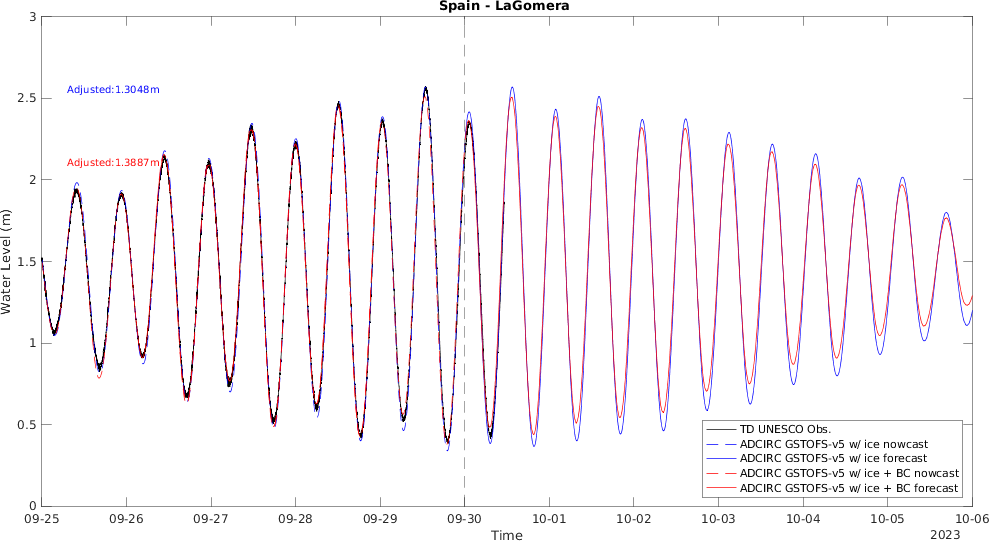 Spain - LaGomera
3
2.5
2
1.5
1
0.5
0
Water Level (m)
Adjusted:1.3048m
Adjusted:1.3887m
TD UNESCO Obs.
ADCIRC GSTOFS-v5 w/ ice nowcast
ADCIRC GSTOFS-v5 w/ ice forecast
ADCIRC GSTOFS-v5 w/ ice + BC nowcast
ADCIRC GSTOFS-v5 w/ ice + BC forecast
09-25 09-26 09-27 09-28 09-29 09-30 10-01 10-02 10-03 10-04 10-05 10-06
Time
2023